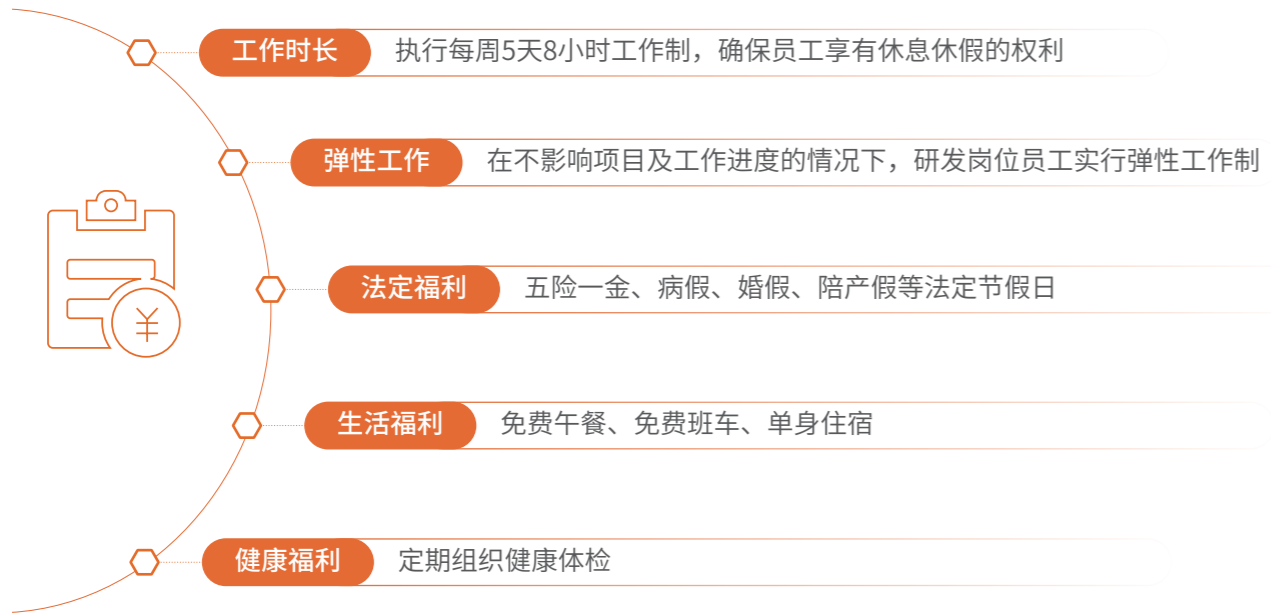 工作时长 执行每周5天8小时工作制，确保员工享有休息休假的权利
弹性工作 在不影响项目及工作进度的情况下，研发岗位员工实行弹性工作制
法定福利 五险一金、病假、婚假、陪产假等法定节假日
生活福利 免费午餐、免费班车、单身住宿
健康福利 定期组织健康体检